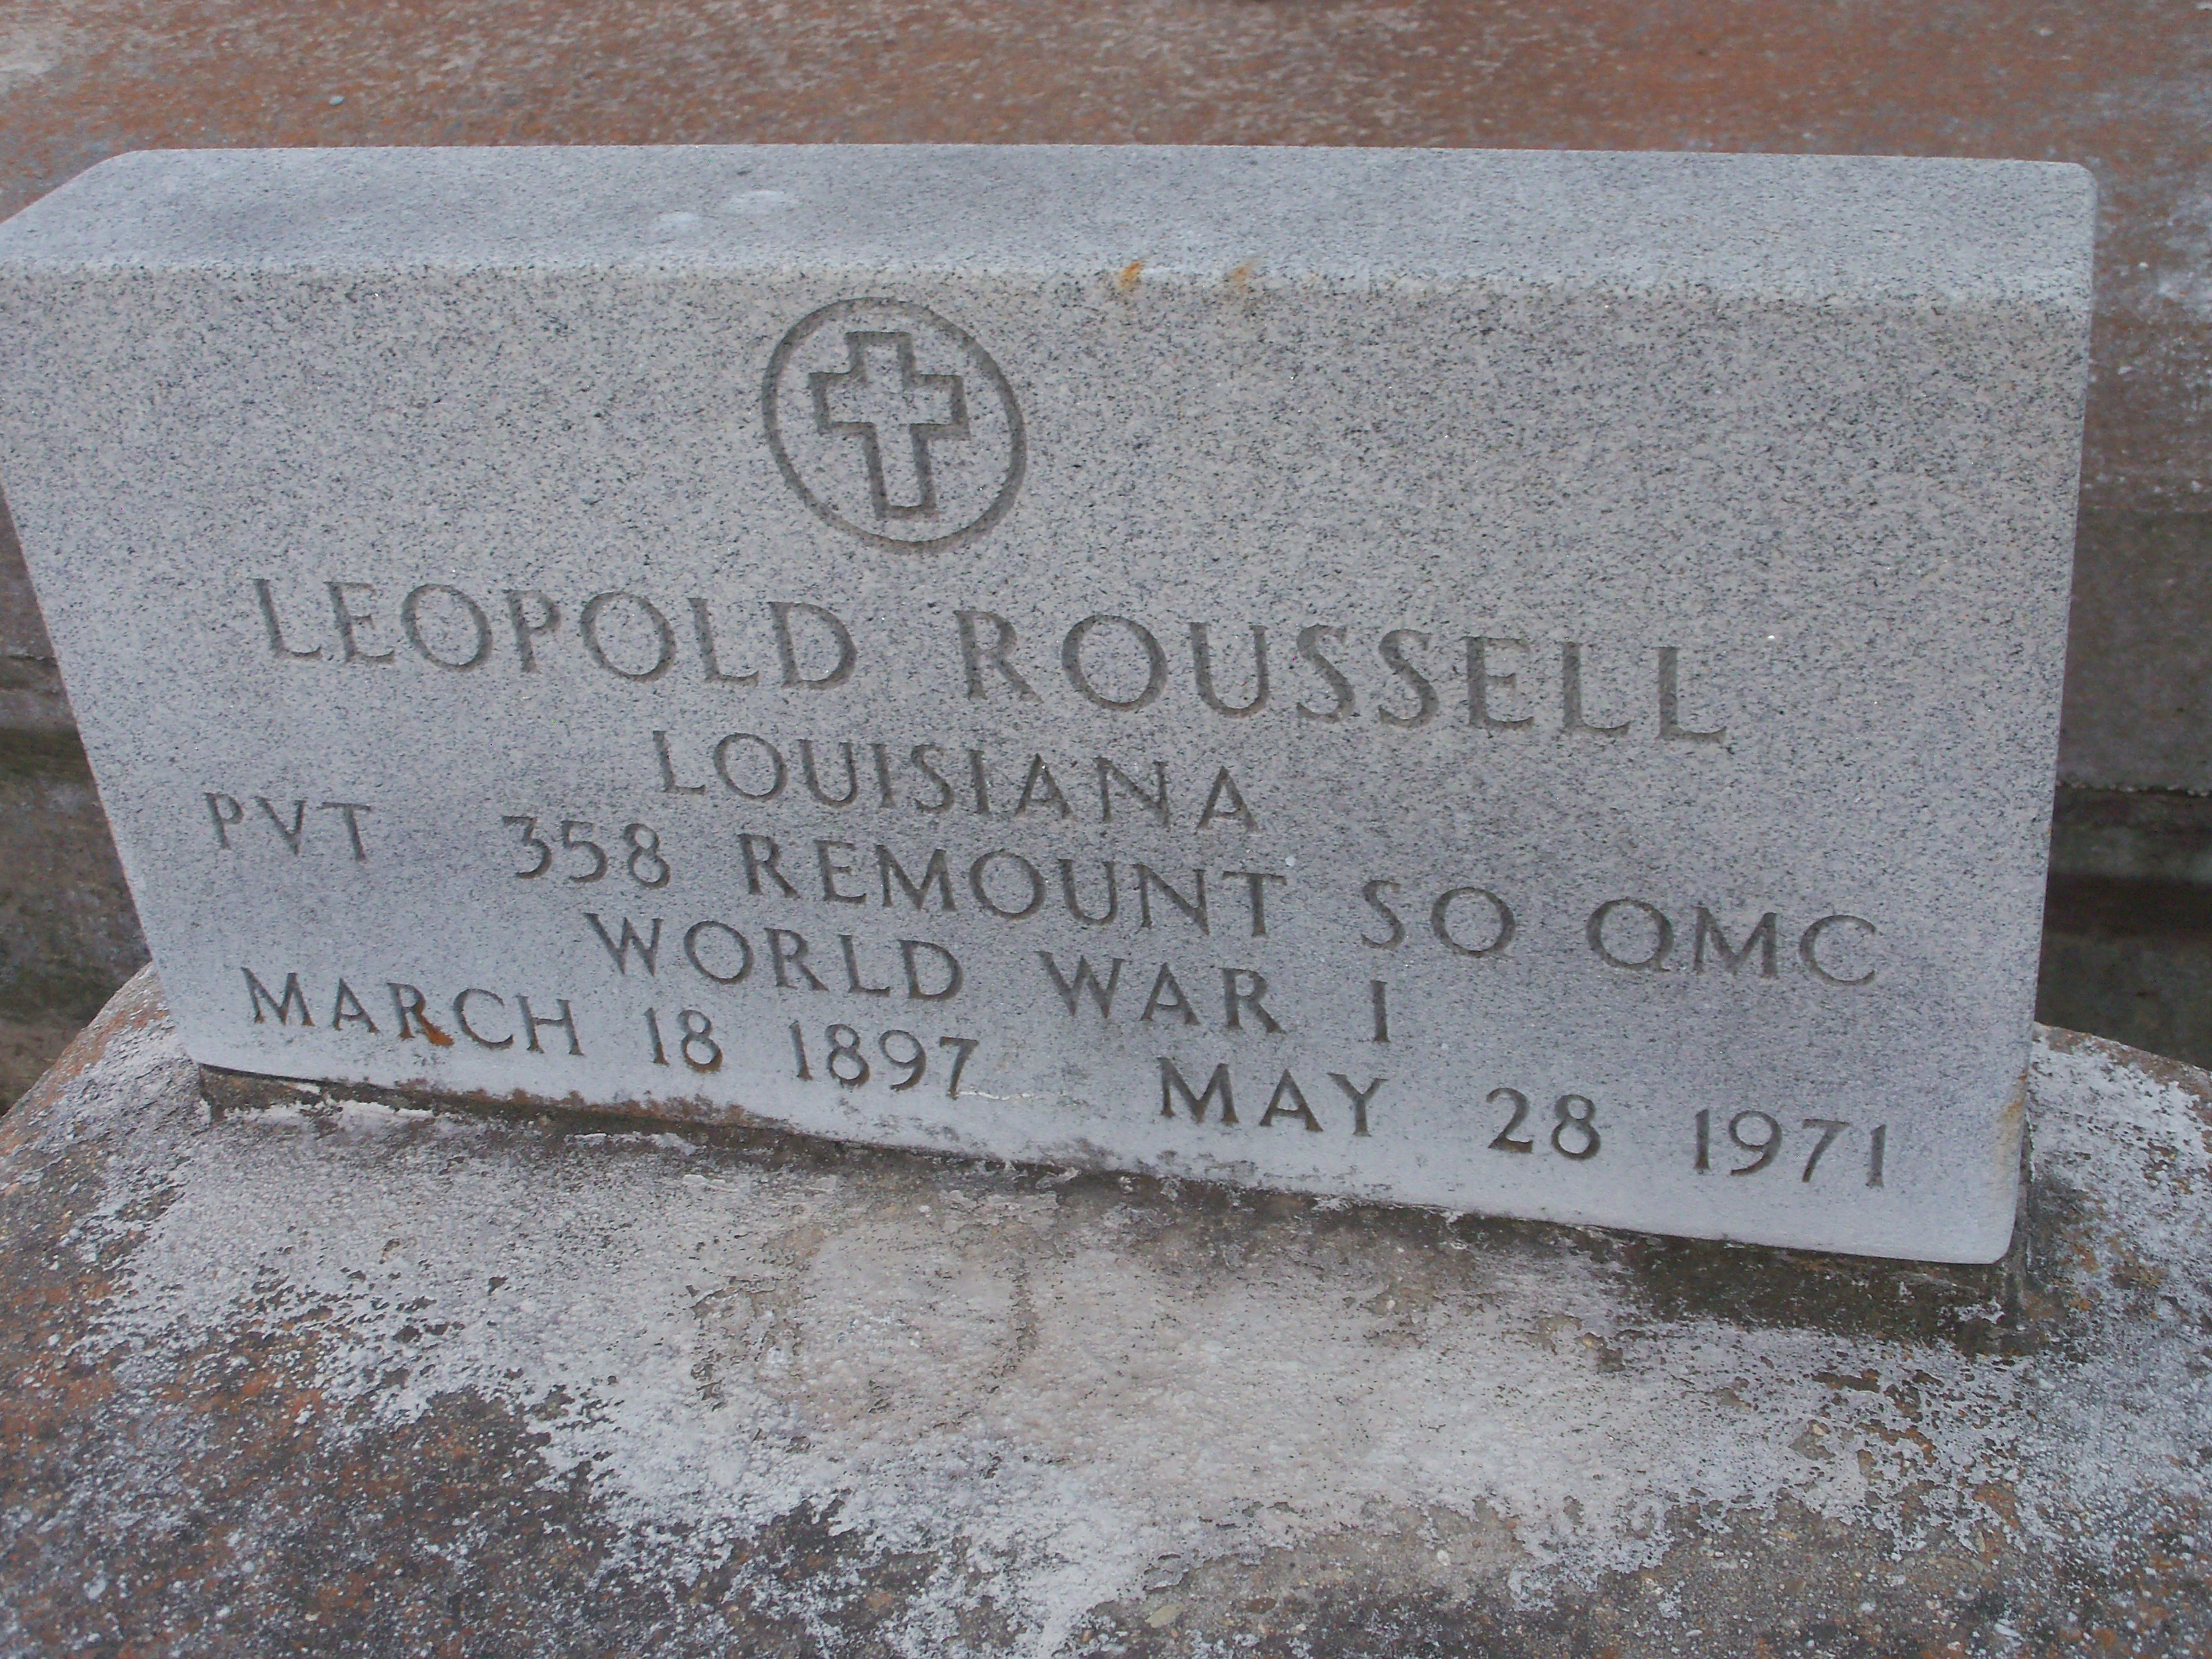 LEOPOLD ROUSSELL
LOUISIANA
PVT 358 REMOUNT SQ QMC
WORLD WAR I
MARCH 18 1897 MAY 28 1971